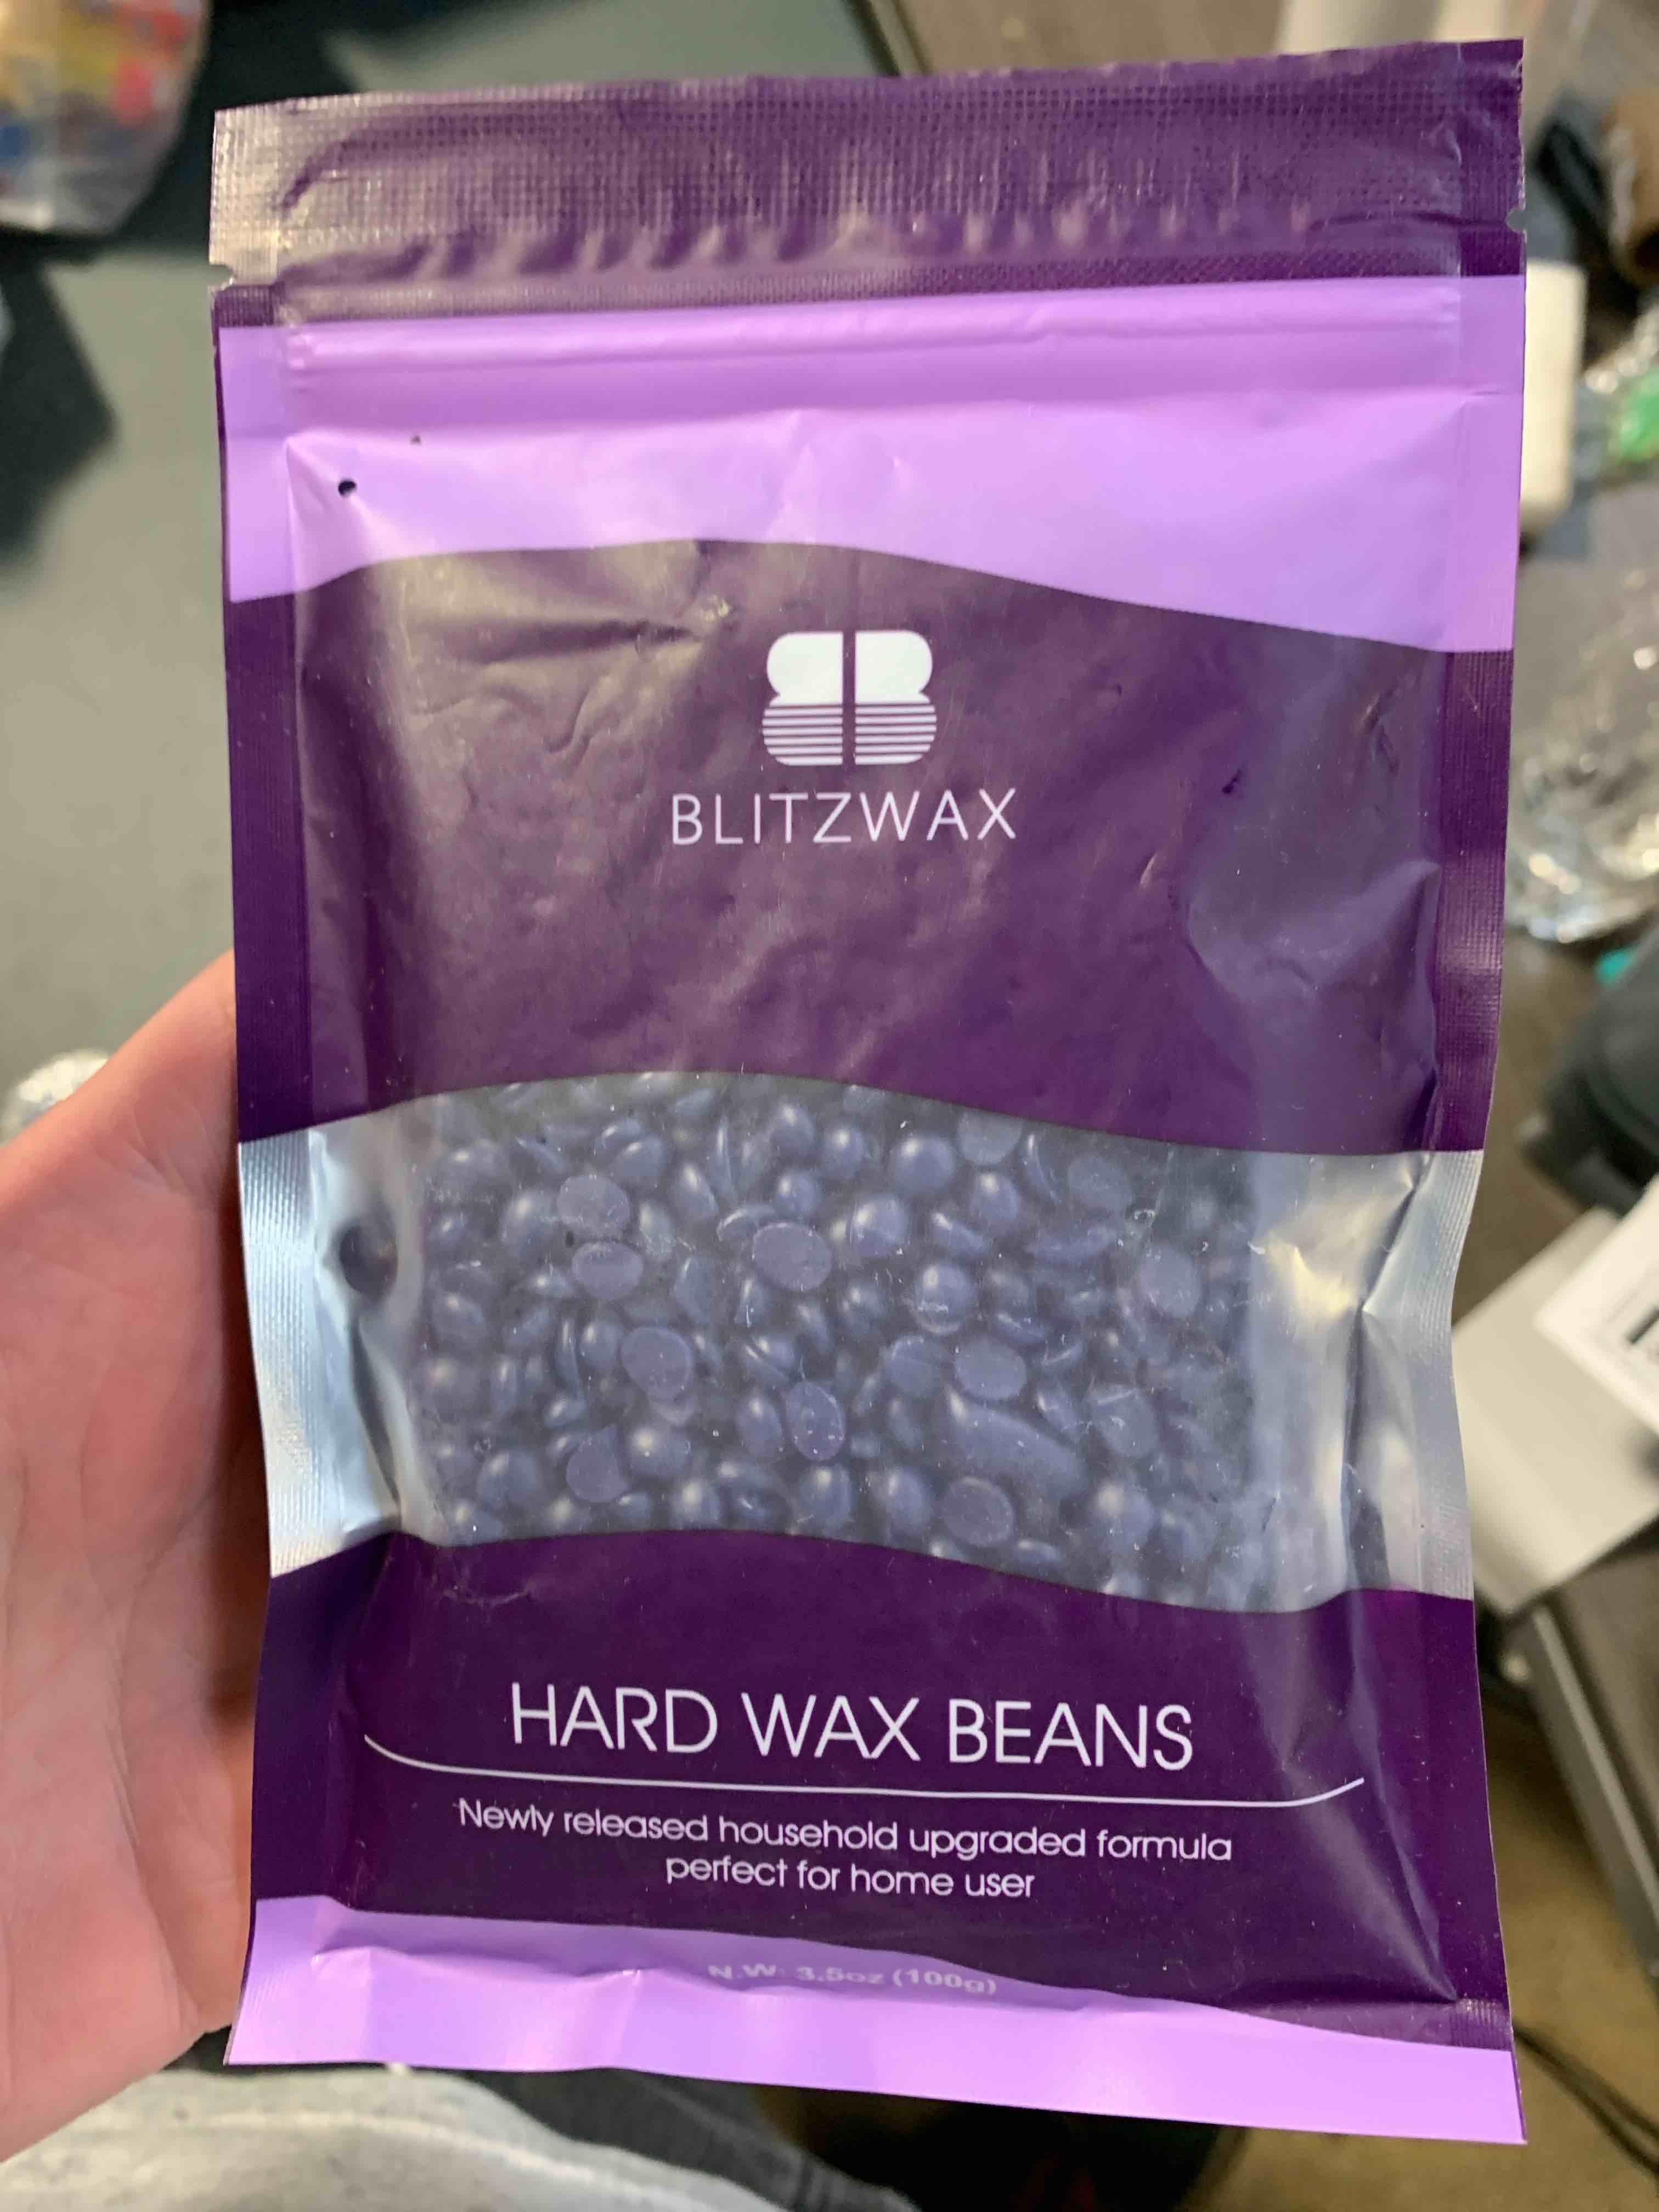 BLITZWAX
HARD WAX BEANS
Newly released household upgraded formula
perfect for home user
N.W: 3.5oz (100g)